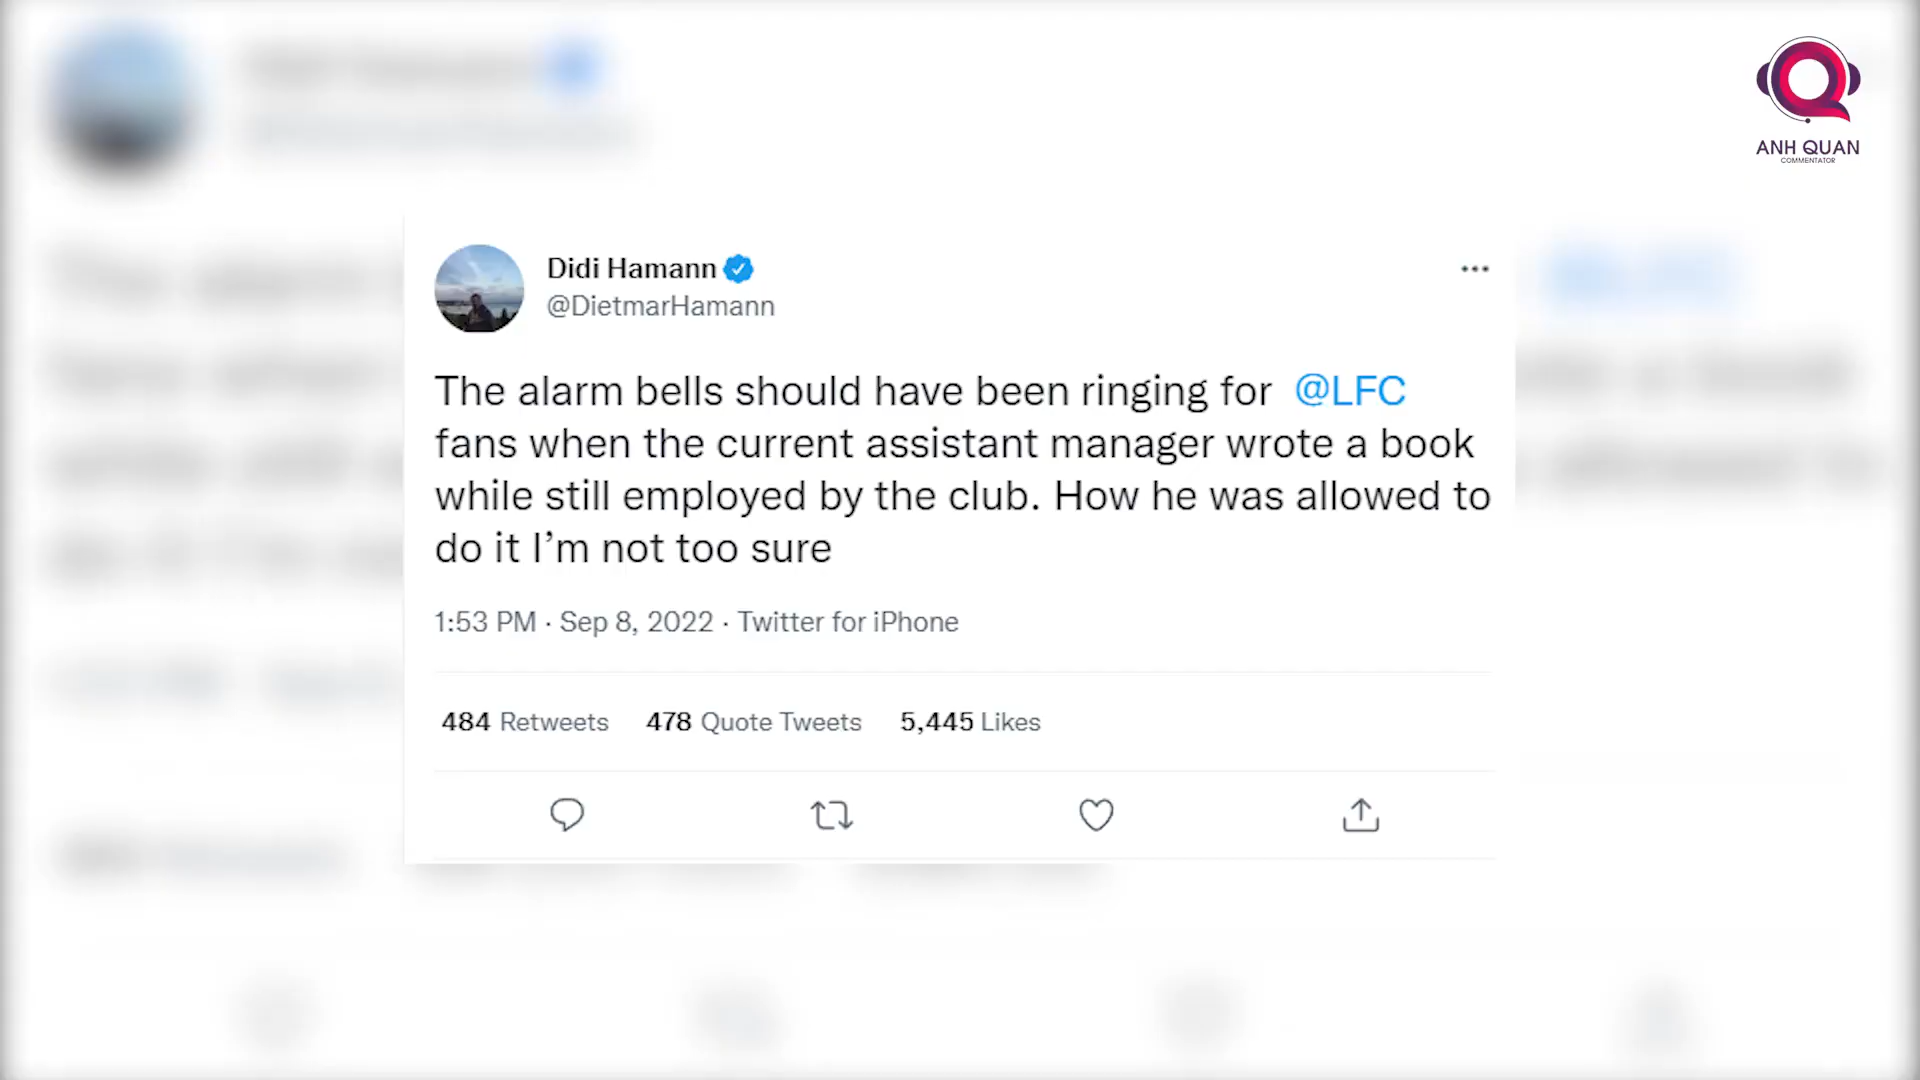 ANH QUAN
COMMENTATOR
Didi Hamann
@DietmarHamann
The alarm bells should have been ringing for @LFC
fans when the current assistant manager wrote a book
while still employed by the club. How he was allowed to
do it I’m not too sure
1:53 PM · Sep 8, 2022 · Twitter for iPhone
484 Retweets 478 Quote Tweets 5,445 Likes